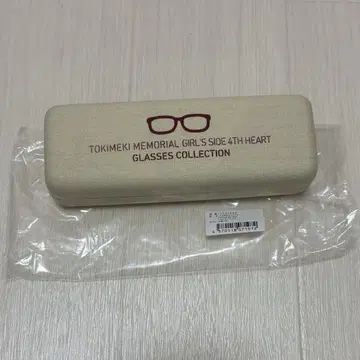 TOKIMEKI MEMORIAL GIRL'S SIDE 4TH HEART
GLASSES COLLECTION